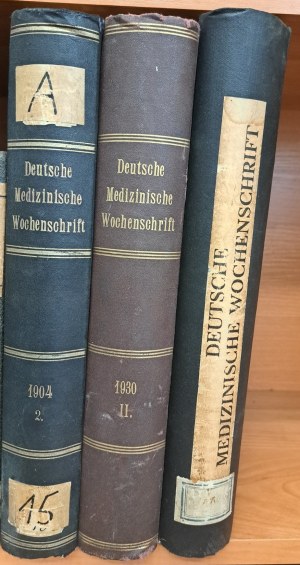 A
Deutsche
Medizinische
Wochenschrift
1904
2.
15
Deutsche
Medizinische
Wochenschrift
1930
II.
DEUTSCHE
MEDIZINISCHE WOCHENSCHRIFT